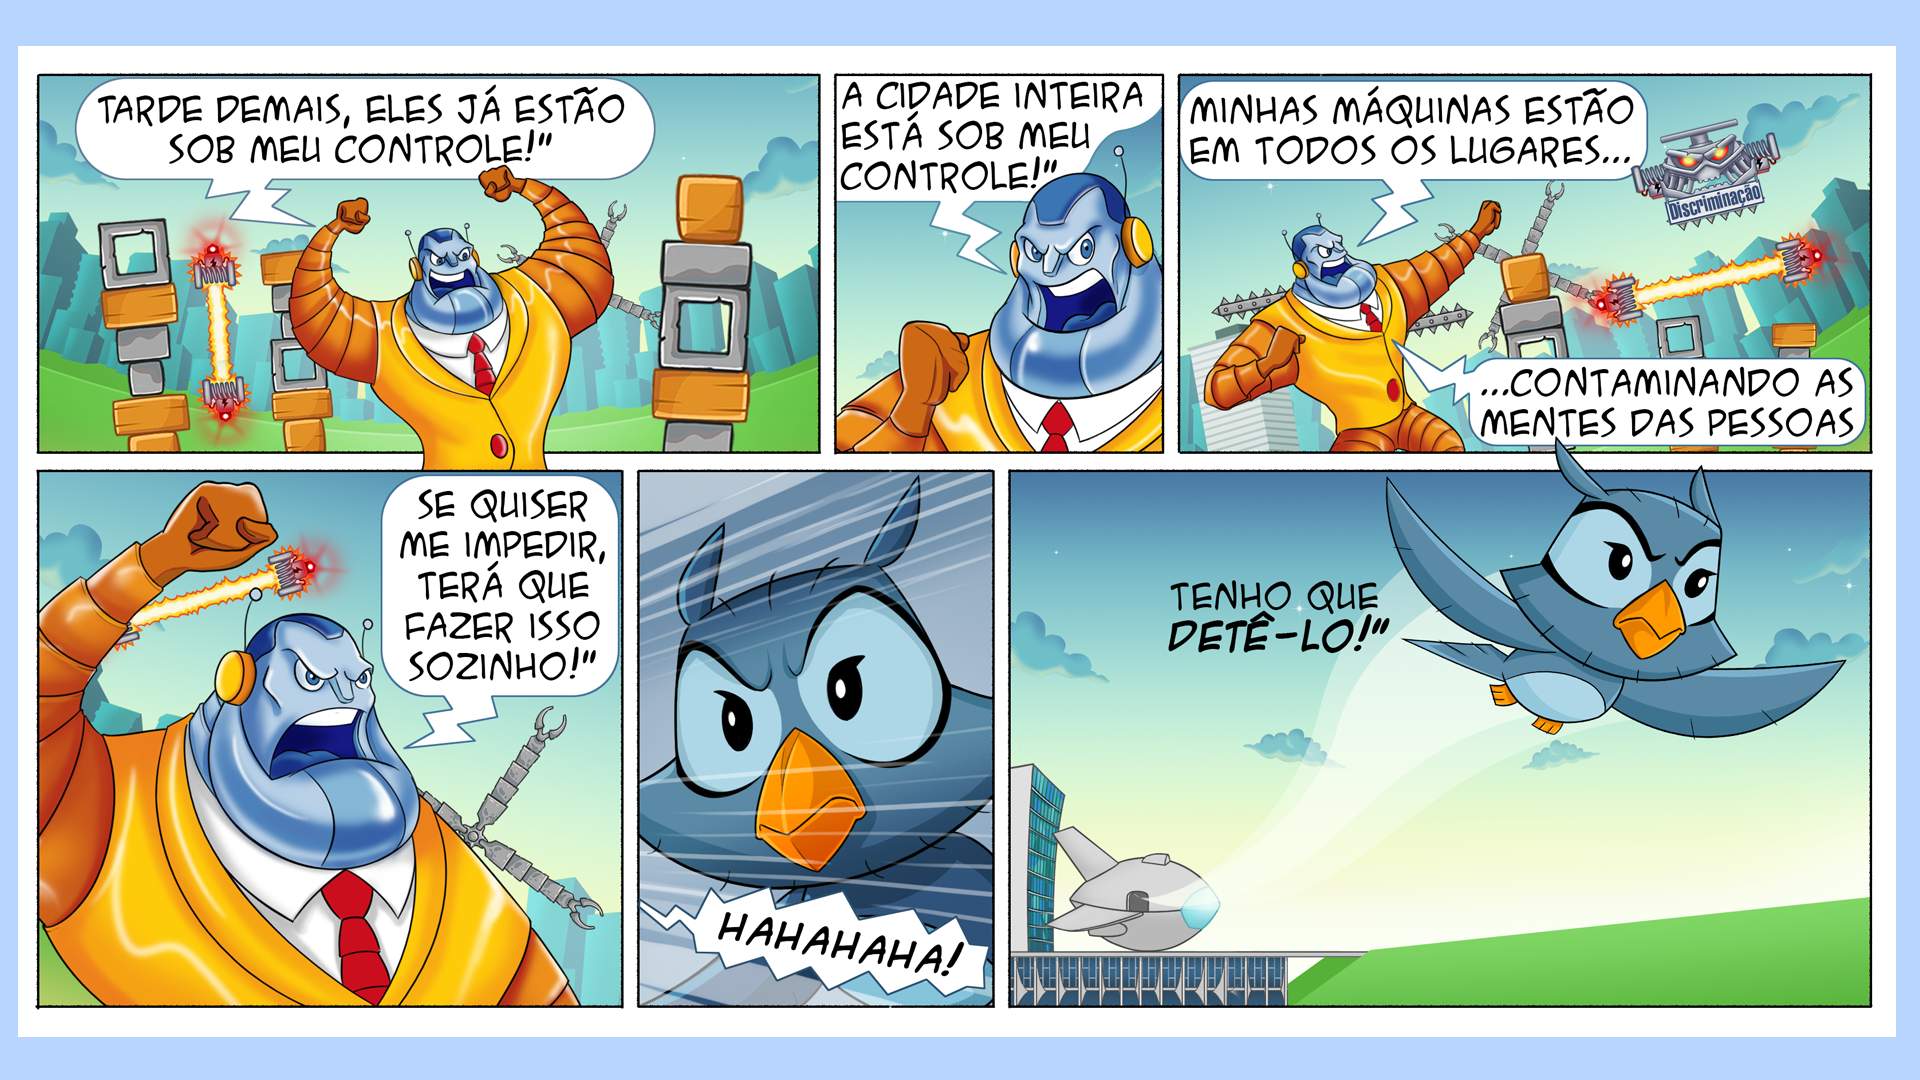 TARDE DEMAIS, ELES JÁ ESTÃO
SOB MEU CONTROLE!"
A CIDADE INTEIRA
ESTÁ SOB MEU
CONTROLE!"
MINHAS MÁQUINAS ESTÃO
EM TODOS OS LUGARES...
Discriminação
...CONTAMINANDO AS
MENTES DAS PESSOAS
SE QUISER
ME IMPEDIR,
TERÁ QUE
FAZER ISSO
SOZINHO!"
HAHAHAHA!
TENHO QUE
DETÊ-LO!"